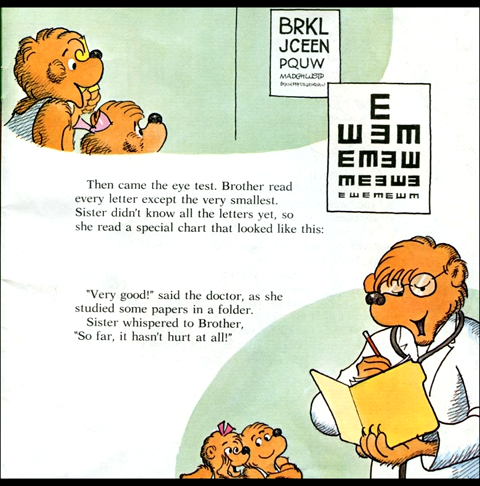 BRKL
JCEEN
PQUW
E
W E M
E M E W
M E W E
E W E M E W M
Then came the eye test. Brother read
every letter except the very smallest.
Sister didn't know all the letters yet, so
she read a special chart that looked like this:
"Very good!" said the doctor, as she
studied some papers in a folder.
Sister whispered to Brother,
"So far, it hasn't hurt at all!"